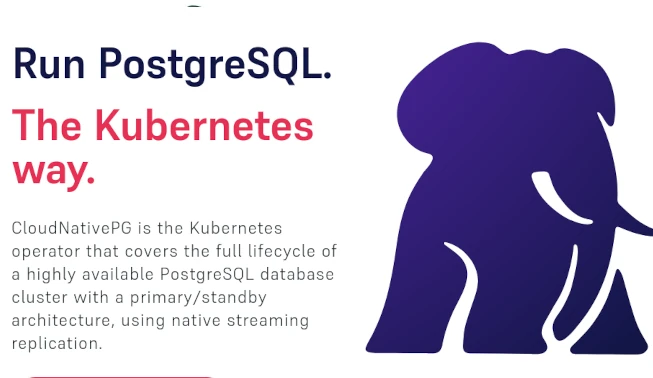 Run PostgreSQL.
The Kubernetes
way.
CloudNativePG is the Kubernetes
operator that covers the full lifecycle of
a highly available PostgreSQL database
cluster with a primary/standby
architecture, using native streaming
replication.